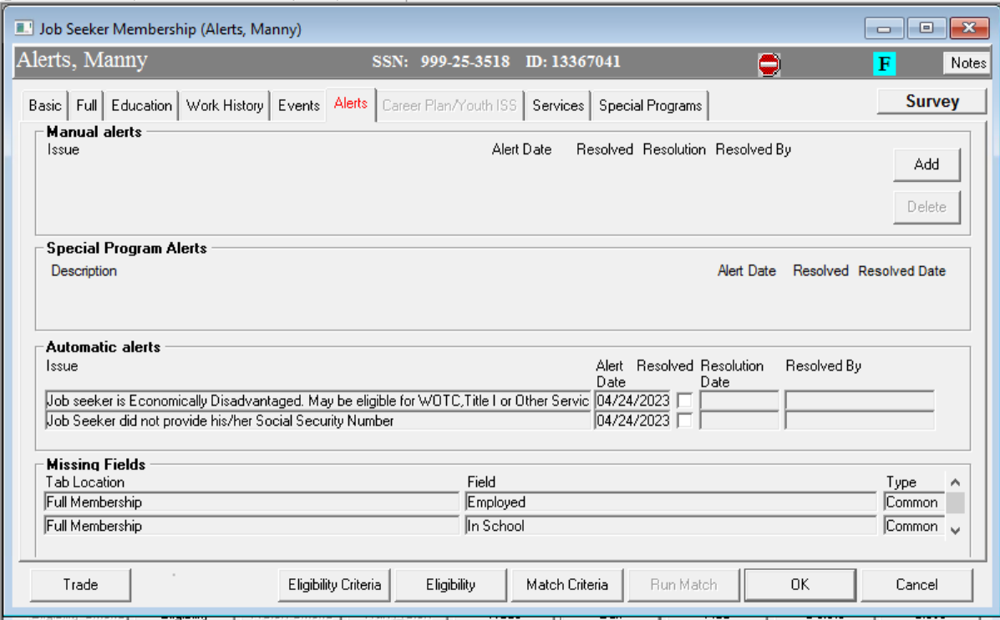 Job Seeker Membership (Alerts, Manny)
Alerts, Manny SSN: 999-25-3518 ID: 13367041 F Notes
Basic Full Education Work History Events Alerts Career Plan/Youth ISS Services Special Programs Survey
Manual alerts
Issue Alert Date Resolved Resolution Resolved By
Add
Delete
Special Program Alerts
Description Alert Date Resolved Resolved Date
Automatic alerts
Issue Alert Date Resolved Resolution Date Resolved By
Job seeker is Economically Disadvantaged. May be eligible for WOTC,Title I or Other Servic 04/24/2023
Job Seeker did not provide his/her Social Security Number 04/24/2023
Missing Fields
Tab Location Field Type
Full Membership Employed Common
Full Membership In School Common
Trade Eligibility Criteria Eligibility Match Criteria Run Match OK Cancel